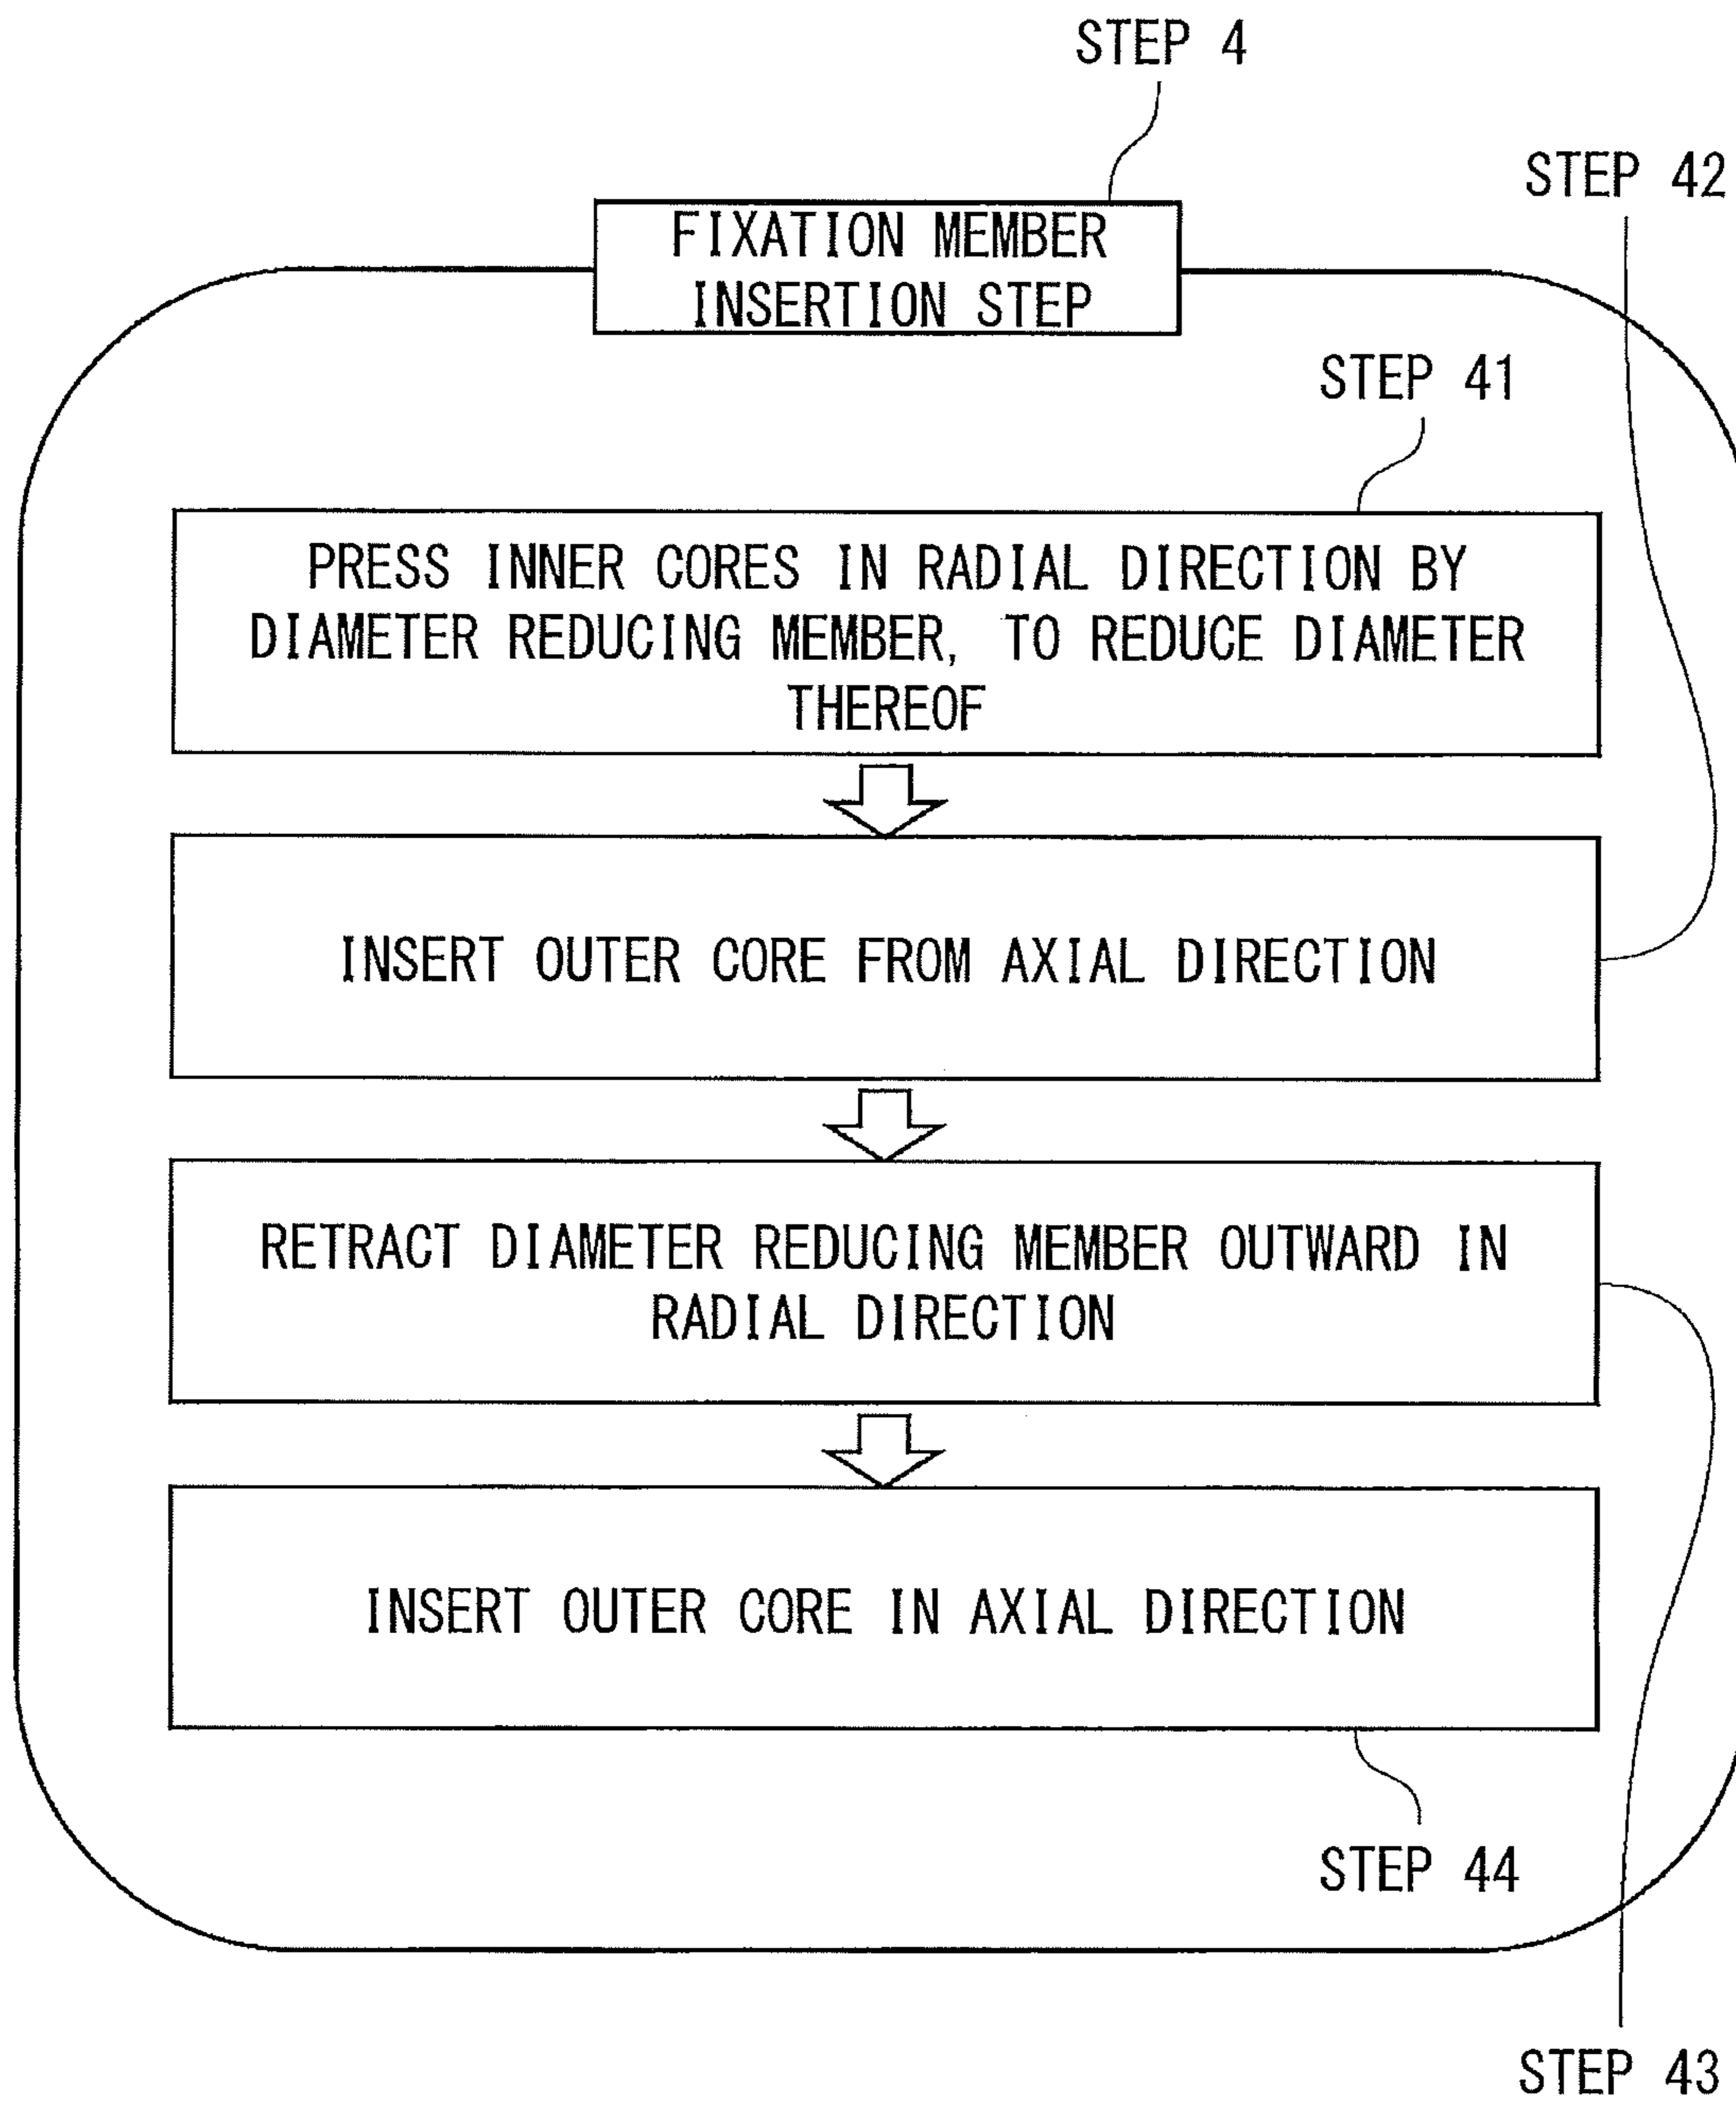 STEP 4
STEP 42
FIXATION MEMBER
INSERTION STEP
STEP 41
PRESS INNER CORES IN RADIAL DIRECTION BY
DIAMETER REDUCING MEMBER, TO REDUCE DIAMETER
THEREOF
INSERT OUTER CORE FROM AXIAL DIRECTION
RETRACT DIAMETER REDUCING MEMBER OUTWARD IN
RADIAL DIRECTION
INSERT OUTER CORE IN AXIAL DIRECTION
STEP 44
STEP 43